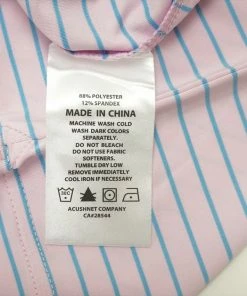 88% POLYESTER
12% SPANDEX
MADE IN CHINA
MACHINE WASH COLD
WASH DARK COLORS
SEPARATELY.
DO NOT BLEACH
DO NOT USE FABRIC
SOFTENERS.
TUMBLE DRY LOW
REMOVE IMMEDIATELY
COOL IRON IF NECESSARY
ACUSHNET COMPANY
CA#28544